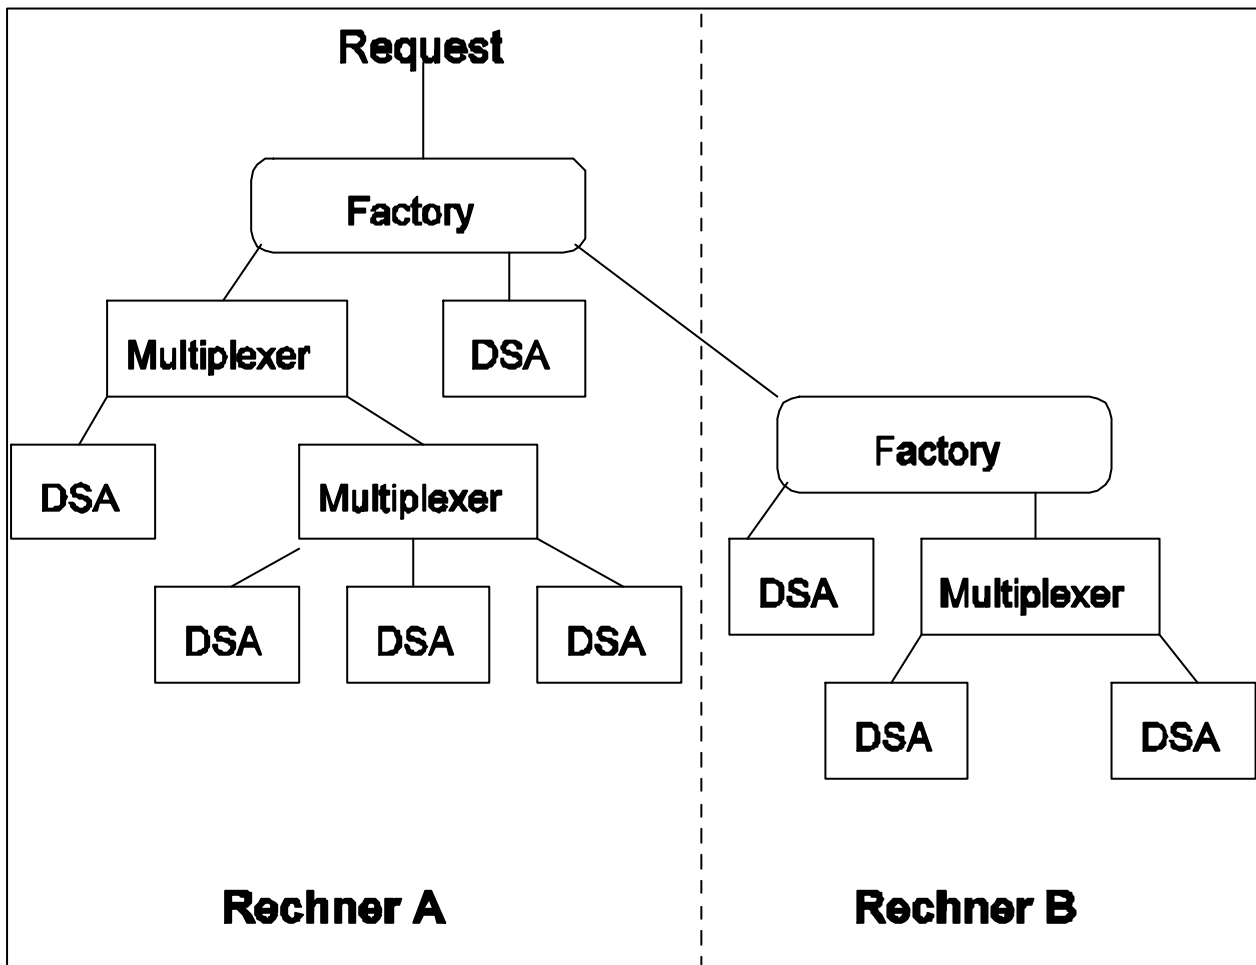 Request
Factory
Multiplexer
DSA
Factory
DSA
Multiplexer
DSA
Multiplexer
DSA
DSA
DSA
DSA
DSA
Rechner A
Rechner B